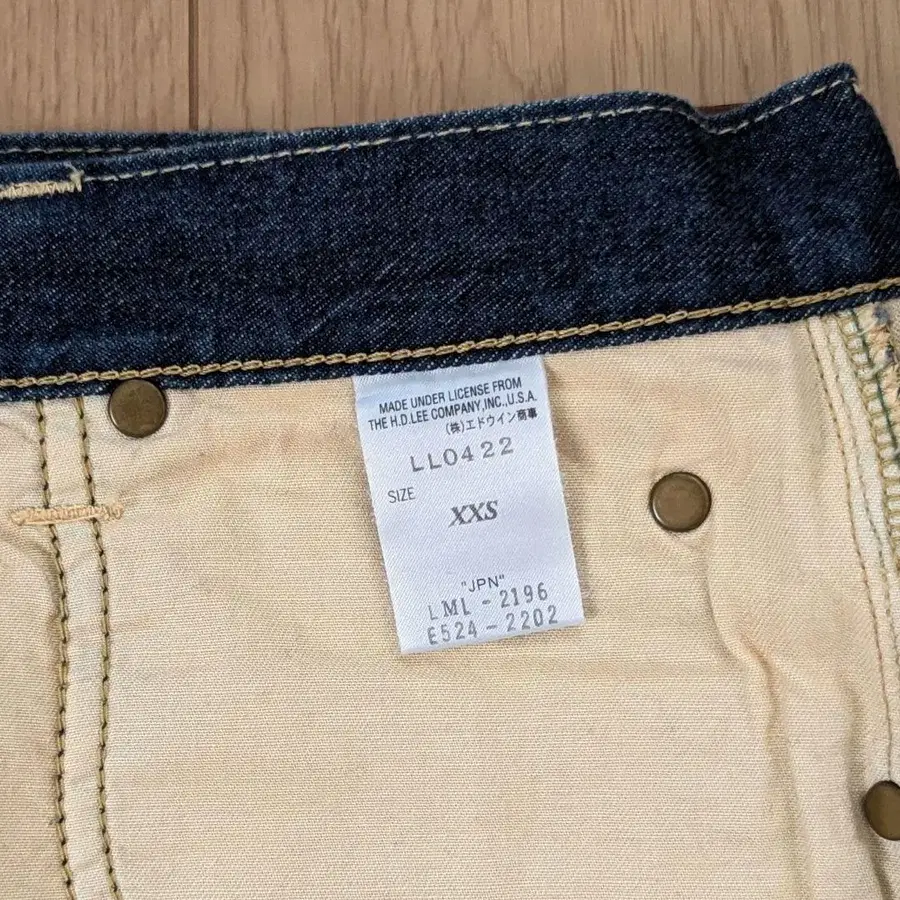 MADE UNDER LICENSE FROM
THE H.D.LEE COMPANY,INC.,U.S.A.
(株)エドウイン商事
LL0422
SIZE
XXS
"JPN"
LML-2196
E524-2202